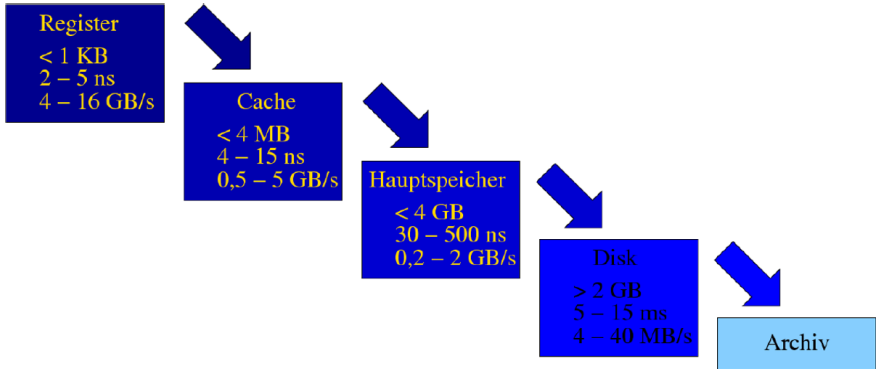 Register
< 1 KB
2 – 5 ns
4 – 16 GB/s
Cache
< 4 MB
4 – 15 ns
0,5 – 5 GB/s
Hauptspeicher
< 4 GB
30 – 500 ns
0,2 – 2 GB/s
Disk
> 2 GB
5 – 15 ms
4 – 40 MB/s
Archiv